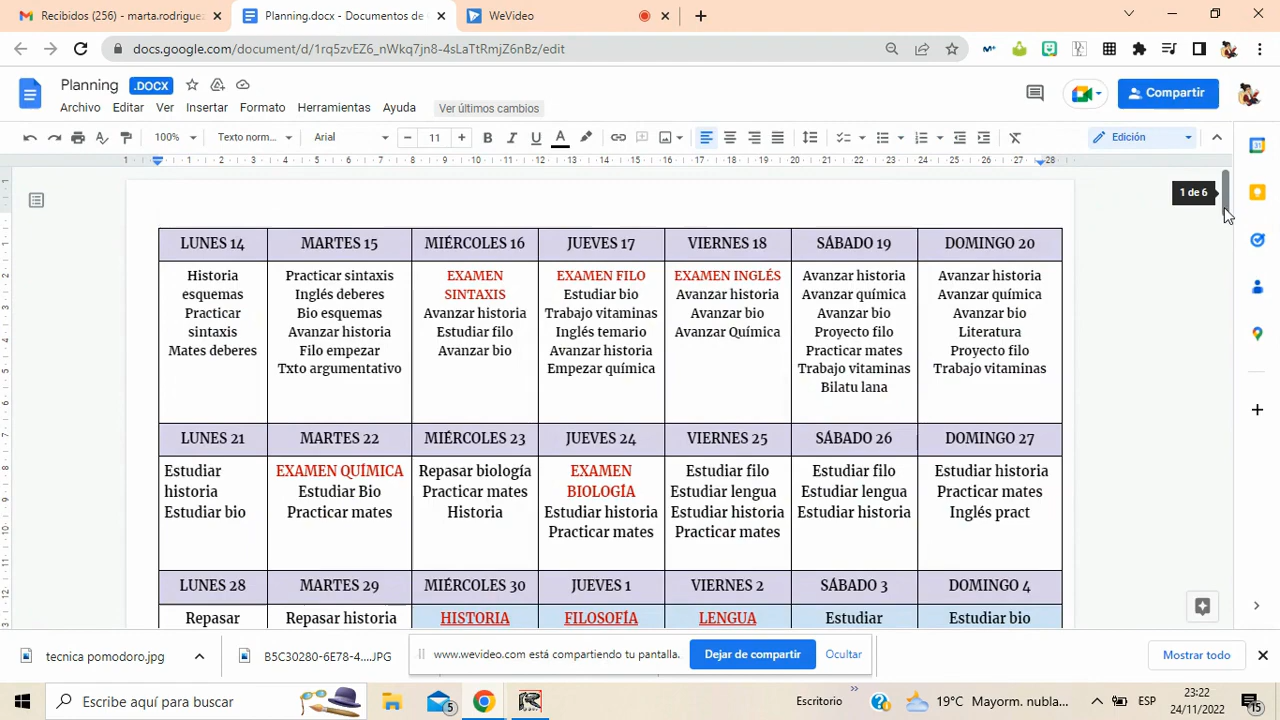 Recibidos (256) - marta.rodriguez
Planning.docx - Documentos de
WeVideo
docs.google.com/document/d/1rq5zvEZ6_nWkq7jn8-4sLaTtRmjZ6nBz/edit
Planning .DOCX
Archivo Editar Ver Insertar Formato Herramientas Ayuda Ver últimos cambios
Compartir
100% Texto norm... Arial 11 Edición
1 de 6
LUNES 14 MARTES 15 MIÉRCOLES 16 JUEVES 17 VIERNES 18 SÁBADO 19 DOMINGO 20
Historia
esquemas
Practicar
sintaxis
Mates deberes
Practicar sintaxis
Inglés deberes
Bio esquemas
Avanzar historia
Filo empezar
Txto argumentativo
EXAMEN
SINTAXIS
Avanzar historia
Estudiar filo
Avanzar bio
EXAMEN FILO
Estudiar bio
Trabajo vitaminas
Inglés temario
Avanzar historia
Empezar química
EXAMEN INGLÉS
Avanzar historia
Avanzar bio
Avanzar Química
Avanzar historia
Avanzar química
Avanzar bio
Proyecto filo
Practicar mates
Trabajo vitaminas
Bilatu lana
Avanzar historia
Avanzar química
Avanzar bio
Literatura
Proyecto filo
Trabajo vitaminas
LUNES 21 MARTES 22 MIÉRCOLES 23 JUEVES 24 VIERNES 25 SÁBADO 26 DOMINGO 27
Estudiar
historia
Estudiar bio
EXAMEN QUÍMICA
Estudiar Bio
Practicar mates
Repasar biología
Practicar mates
Historia
EXAMEN
BIOLOGÍA
Estudiar historia
Practicar mates
Estudiar filo
Estudiar lengua
Estudiar historia
Practicar mates
Estudiar filo
Estudiar lengua
Estudiar historia
Estudiar historia
Practicar mates
Inglés pract
LUNES 28 MARTES 29 MIÉRCOLES 30 JUEVES 1 VIERNES 2 SÁBADO 3 DOMINGO 4
Repasar Repasar historia HISTORIA FILOSOFÍA LENGUA Estudiar Estudiar bio
tecnica pomodoro.jpg
B5C30280-6E78-4....JPG
www.wevideo.com está compartiendo tu pantalla.
Dejar de compartir
Ocultar
Mostrar todo
Escribe aquí para buscar
5
Escritorio
19°C Mayorm. nubla...
ESP
23:22
24/11/2022
15